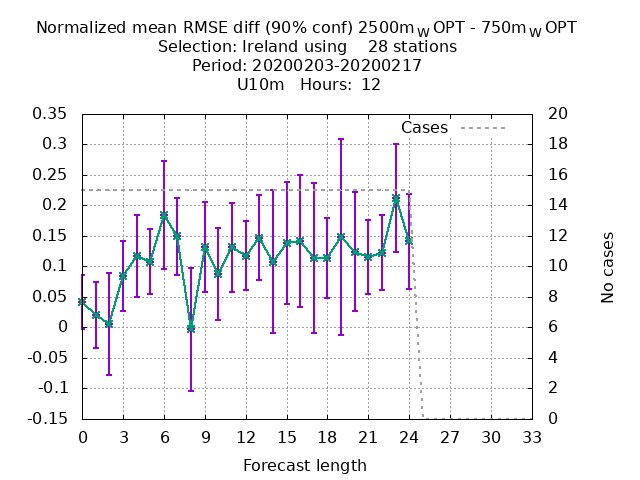 Normalized mean RMSE diff (90% conf) 2500m W OPT - 750m W OPT
Selection: Ireland using 28 stations
Period: 20200203-20200217
U10m Hours: 12
Cases
0.35
0.3
0.25
0.2
0.15
0.1
0.05
0
-0.05
-0.1
-0.15
20
18
16
14
12
10
8
6
4
2
0
No cases
0 3 6 9 12 15 18 21 24 27 30 33
Forecast length